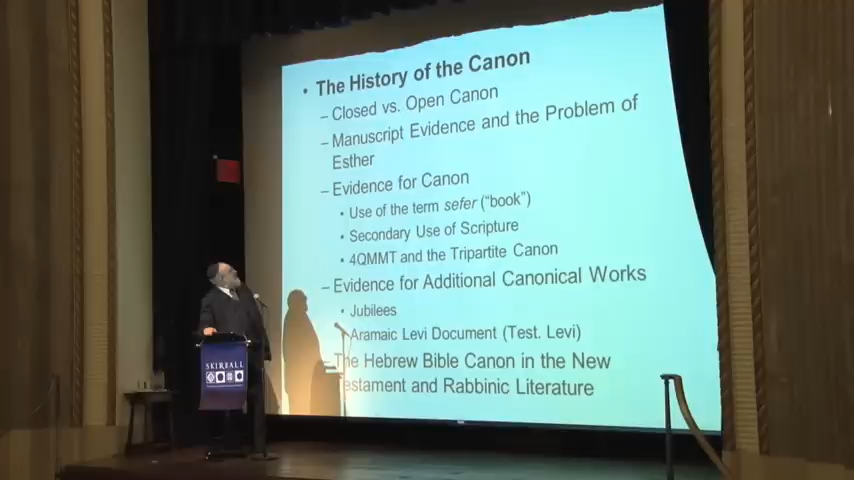 • The History of the Canon
– Closed vs. Open Canon
– Manuscript Evidence and the Problem of
Esther
– Evidence for Canon
• Use of the term sefer ("book")
• Secondary Use of Scripture
• 4QMMT and the Tripartite Canon
– Evidence for Additional Canonical Works
• Jubilees
Aramaic Levi Document (Test. Levi)
– The Hebrew Bible Canon in the New
estament and Rabbinic Literature
SKIRBALL